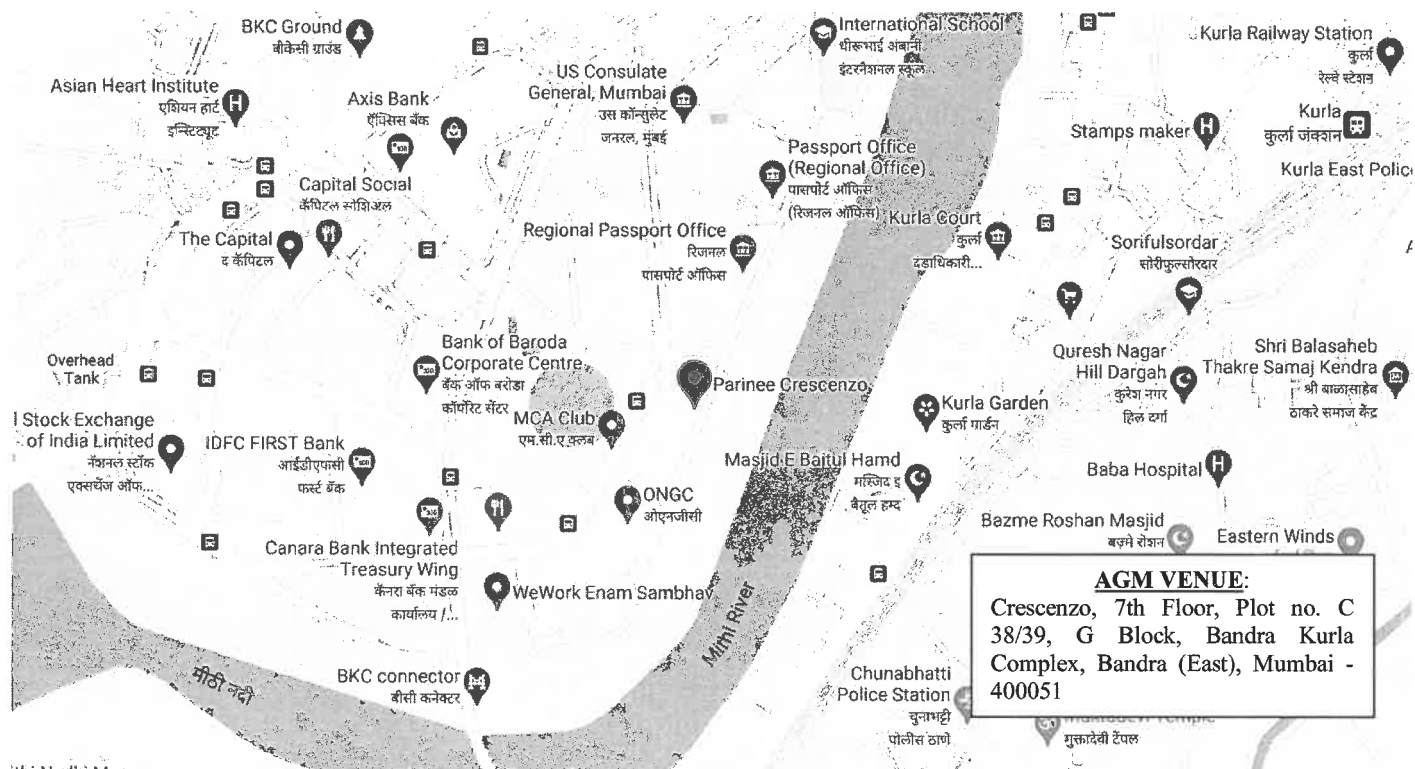 BKC Ground
बीकेसी ग्राउंड
International School
धीरूभाई अंबानी
इंटरनॅशनल स्कूल...
Kurla Railway Station
कुर्ला
रेल्वे स्टेशन
Asian Heart Institute
एशियन हार्ट
इन्स्टिट्यूट
Axis Bank
ऍक्सिस बँक
US Consulate
General, Mumbai
उस कॉन्सुलेट
जनरल, मुंबई
Stamps maker
Kurla
कुर्ला जंक्शन
Passport Office
(Regional Office)
पासपोर्ट ऑफिस
(रिजनल ऑफिस)
Kurla East Police
Capital Social
कॅपिटल सोशिअल
The Capital
द कॅपिटल
Regional Passport Office
रिजनल
पासपोर्ट ऑफिस
Kurla Court
कुर्ला
दंडाधिकारी...
Sorifulsordar
सोरीफुल्सोरदार
Overhead
Tank
Bank of Baroda
Corporate Centre
बँक ऑफ बरोडा
कॉर्पोरेट सेंटर
Parinee Crescenzo
Quresh Nagar
Hill Dargah
कुरेश नगर
हिल दर्गा
Shri Balasaheb
Thakre Samaj Kendra
श्री बाळासाहेब
ठाकरे समाज केंद्र
MCA Club
एम.सी.ए.क्लब
Kurla Garden
कुर्ला गार्डन
Stock Exchange
of India Limited
नॅशनल स्टॉक
एक्सचेंज ऑफ...
IDFC FIRST Bank
आईडीएफसी
फर्स्ट बँक
Masjid E Baitul Hamd
मस्जिद इ
बैतूल हम्द
Baba Hospital
ONGC
ओएनजीसी
Bazme Roshan Masjid
बज़्मे रोशन
Eastern Winds
Canara Bank Integrated
Treasury Wing
कॅनरा बँक मंडळ
कार्यालय /...
WeWork Enam Sambhav
Mithi River
मीठी नदी
BKC connector
बीसी कनेक्टर
AGM VENUE:
Crescenzo, 7th Floor, Plot no. C
38/39, G Block, Bandra Kurla
Complex, Bandra (East), Mumbai -
400051
Chunabhatti
Police Station
चुनाभट्टी
पोलीस ठाणे
मुक्तादेवी टेंपल